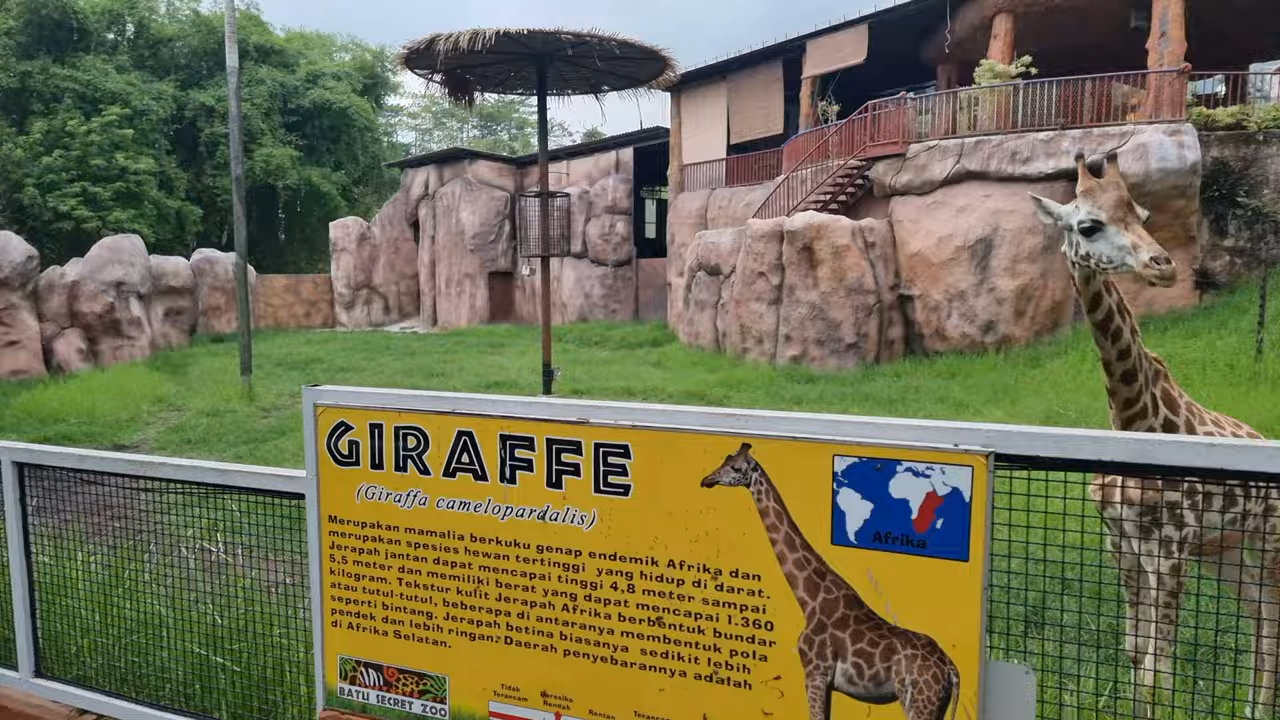 GIRAFFE
(Giraffa camelopardalis)
Merupakan mamalia berkuku genap endemik Afrika dan
merupakan spesies hewan tertinggi yang hidup di darat.
Jerapah jantan dapat mencapai tinggi 4,8 meter sampai
5,5 meter dan memiliki berat yang dapat mencapai 1.360
kilogram. Tekstur kulit Jerapah Afrika berbentuk bundar
atau tutul-tutul, beberapa di antaranya membentuk pola
seperti bintang. Jerapah betina biasanya sedikit lebih
pendek dan lebih ringan. Daerah penyebarannya adalah
di Afrika Selatan.
Afrika
BATU SECRET ZOO
Tidak
Terancam
Beresiko
Rendah
Rentan